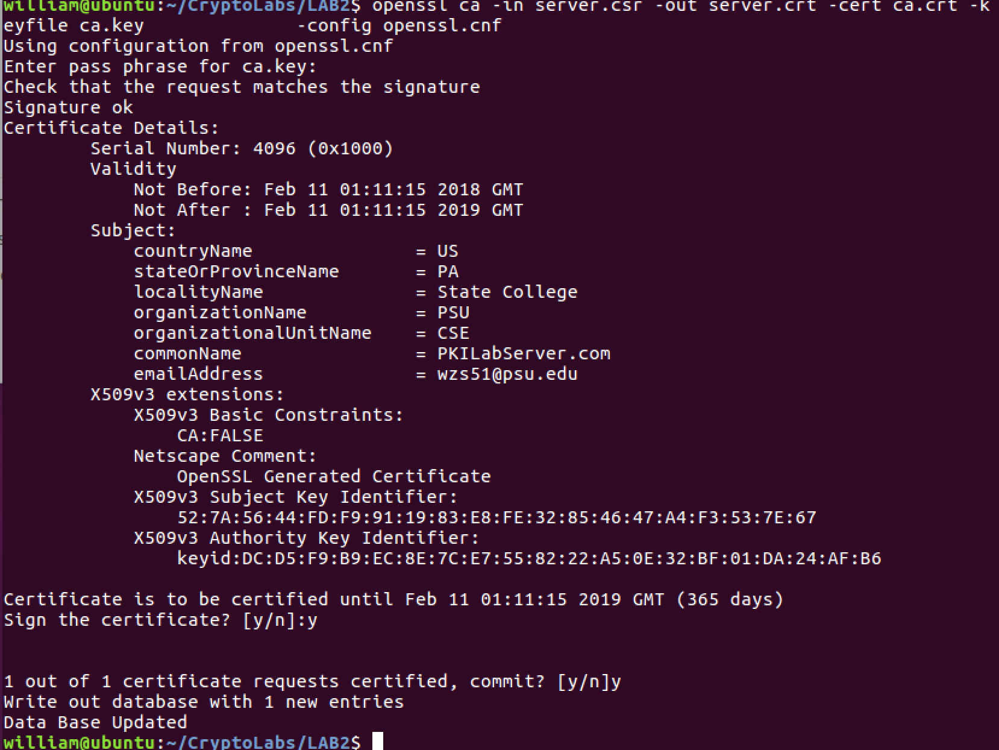 william@ubuntu:~/CryptoLabs/LAB2$ openssl ca -in server.csr -out server.crt -cert ca.crt -k
eyfile ca.key              -config openssl.cnf
Using configuration from openssl.cnf
Enter pass phrase for ca.key:
Check that the request matches the signature
Signature ok
Certificate Details:
        Serial Number: 4096 (0x1000)
        Validity
            Not Before: Feb 11 01:11:15 2018 GMT
            Not After : Feb 11 01:11:15 2019 GMT
        Subject:
            countryName               = US
            stateOrProvinceName       = PA
            localityName              = State College
            organizationName          = PSU
            organizationalUnitName    = CSE
            commonName                = PKILabServer.com
            emailAddress              = wzs51@psu.edu
        X509v3 extensions:
            X509v3 Basic Constraints:
                CA:FALSE
            Netscape Comment:
                OpenSSL Generated Certificate
            X509v3 Subject Key Identifier:
                52:7A:56:44:FD:F9:91:19:83:E8:FE:32:85:46:47:A4:F3:53:7E:67
            X509v3 Authority Key Identifier:
                keyid:DC:D5:F9:B9:EC:8E:7C:E7:55:82:22:A5:0E:32:BF:01:DA:24:AF:B6

Certificate is to be certified until Feb 11 01:11:15 2019 GMT (365 days)
Sign the certificate? [y/n]:y


1 out of 1 certificate requests certified, commit? [y/n]y
Write out database with 1 new entries
Data Base Updated
william@ubuntu:~/CryptoLabs/LAB2$